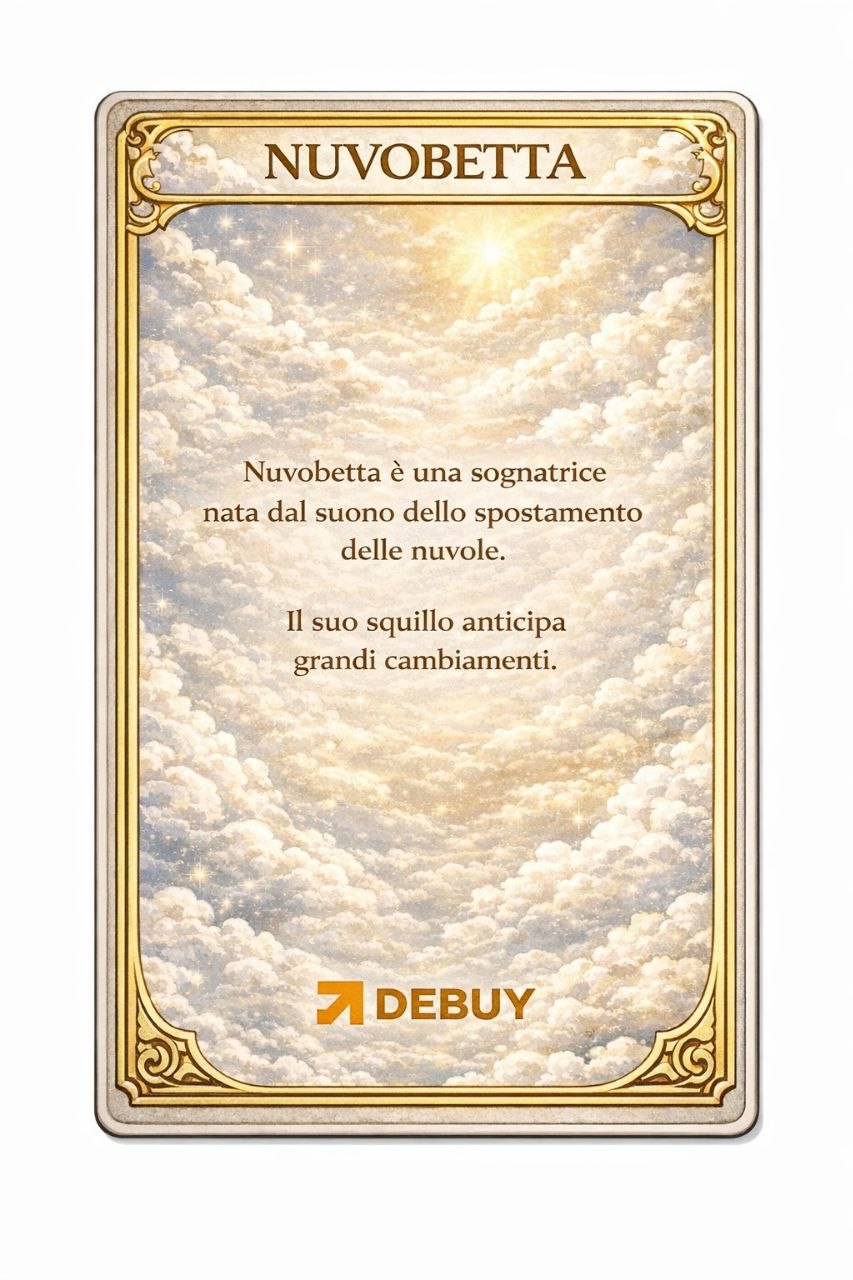 NUVOBETTA
Nuvobetta è una sognatrice
nata dal suono dello spostamento
delle nuvole.
Il suo squillo anticipa
grandi cambiamenti.
DEBUY